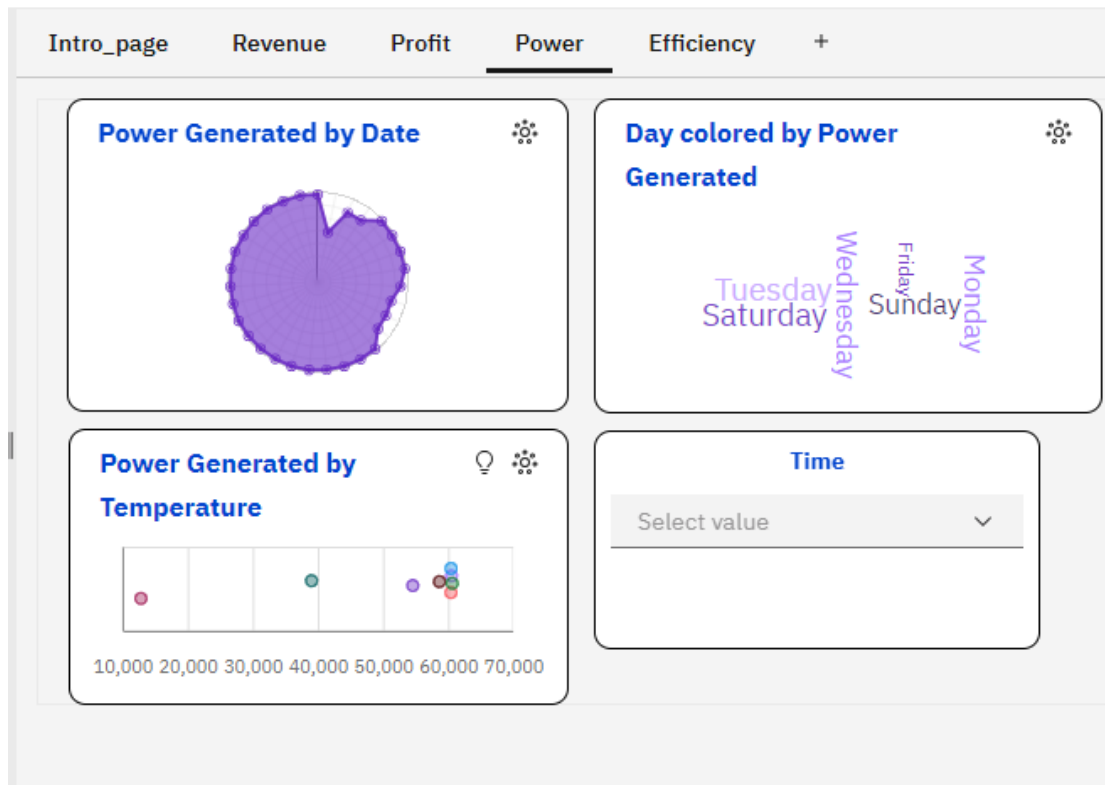 Intro_page Revenue Profit Power Efficiency +
Power Generated by Date
Day colored by Power
Generated
Tuesday
Saturday
Wednesday
Friday
Sunday
Monday
Power Generated by
Temperature
10,000 20,000 30,000 40,000 50,000 60,000 70,000
Time
Select value